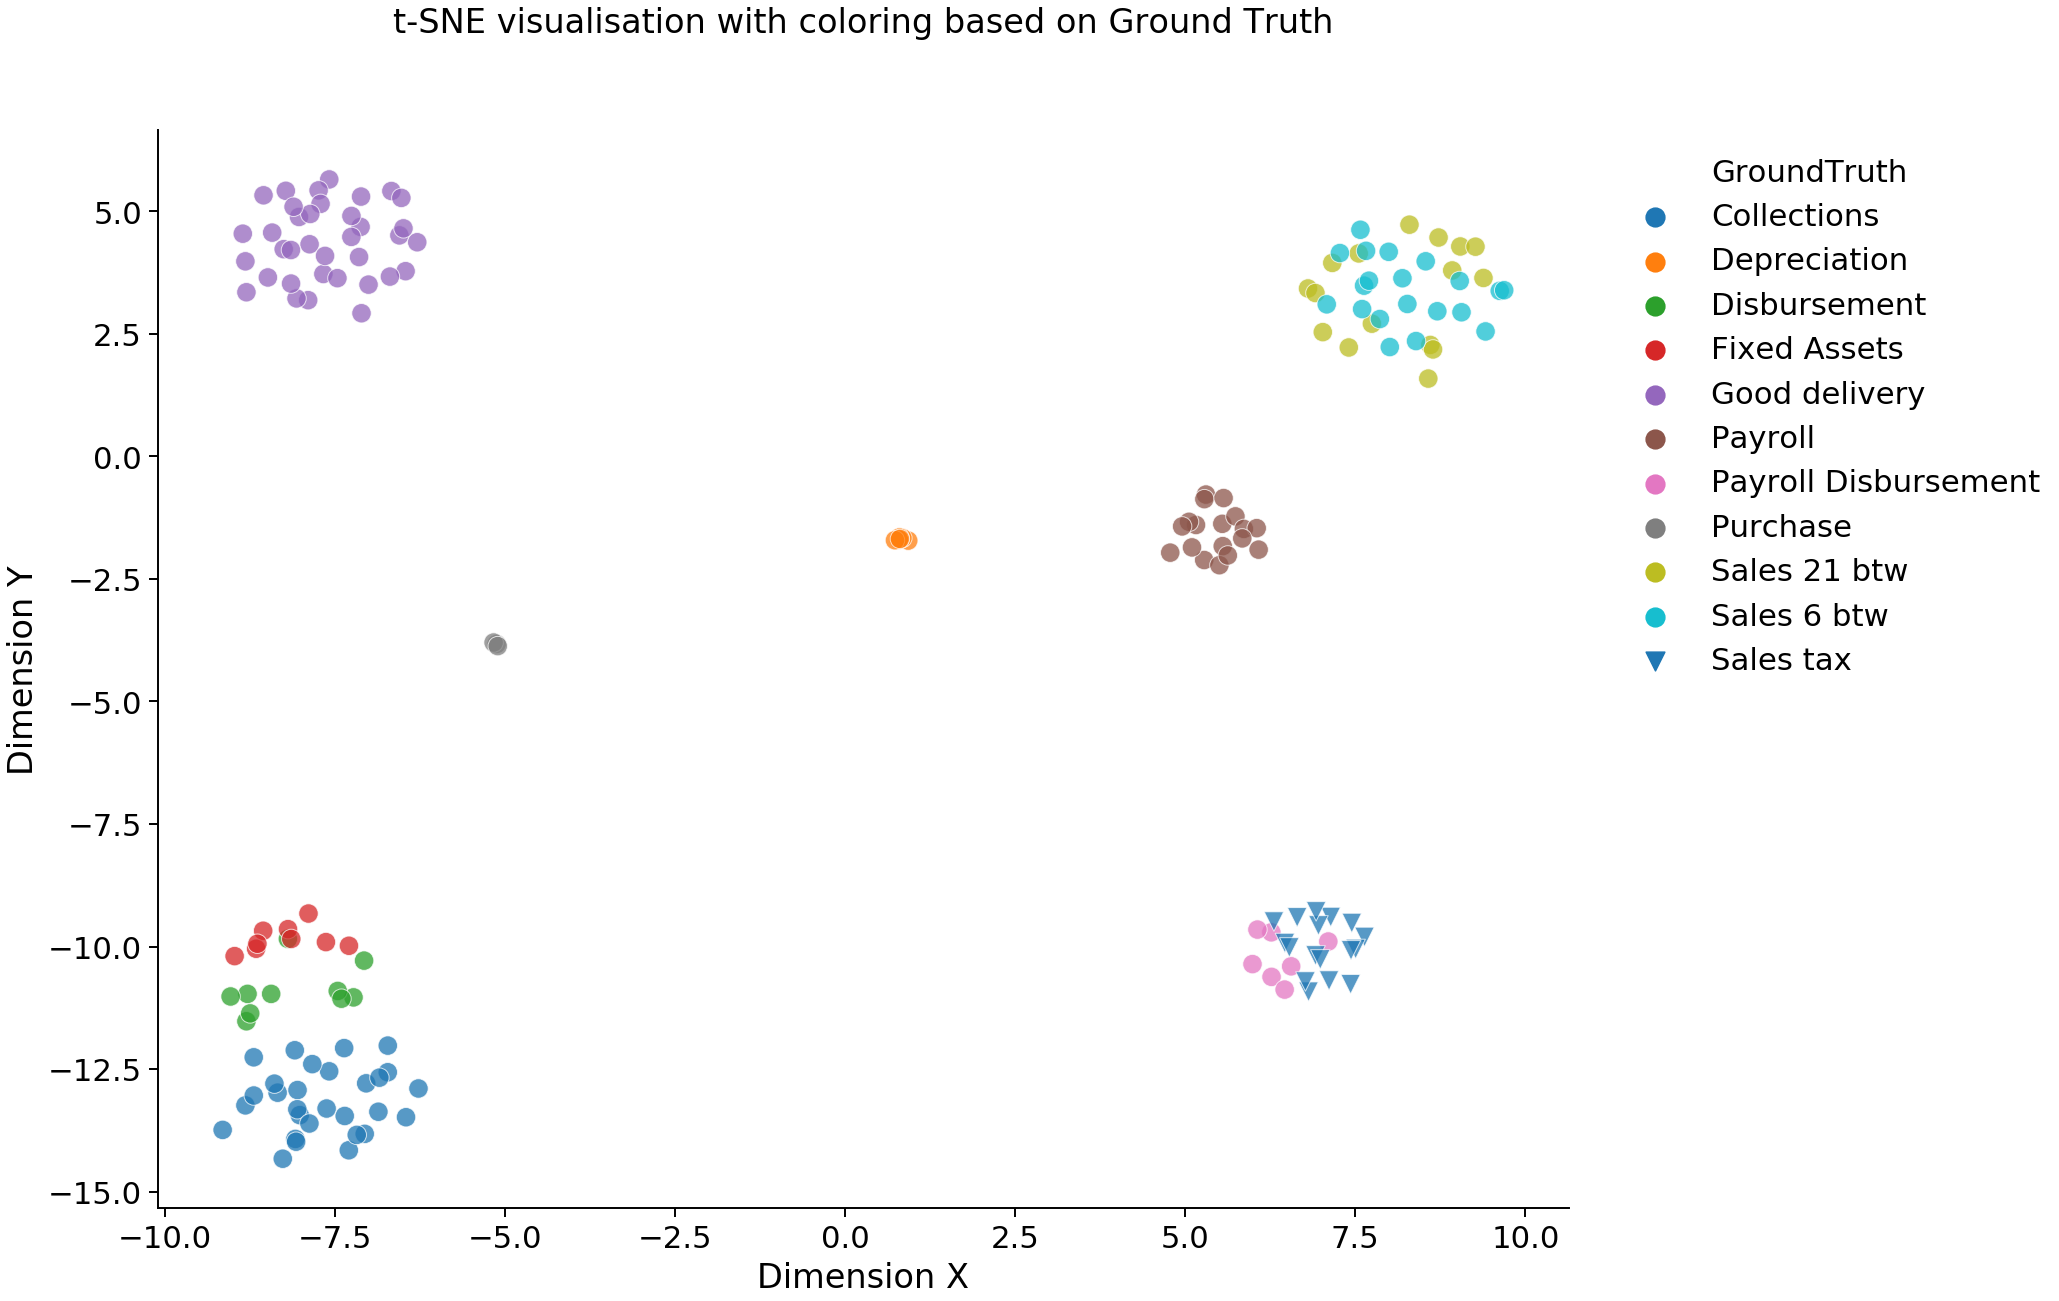 t-SNE visualisation with coloring based on Ground Truth
GroundTruth
Collections
Depreciation
Disbursement
Fixed Assets
Good delivery
Payroll
Payroll Disbursement
Purchase
Sales 21 btw
Sales 6 btw
Sales tax
Dimension Y
5.0
2.5
0.0
−2.5
−5.0
−7.5
−10.0
−12.5
−15.0
−10.0 −7.5 −5.0 −2.5 0.0 2.5 5.0 7.5 10.0
Dimension X